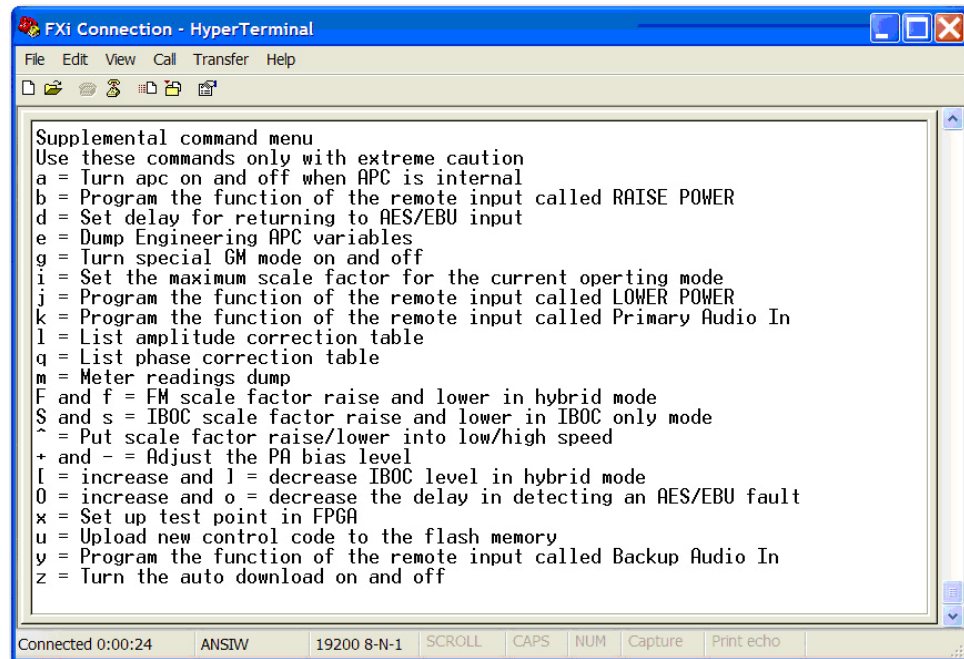 FXi Connection - HyperTerminal
File Edit View Call Transfer Help
Supplemental command menu
Use these commands only with extreme caution
a = Turn apc on and off when APC is internal
b = Program the function of the remote input called RAISE POWER
d = Set delay for returning to AES/EBU input
e = Dump Engineering APC variables
g = Turn special GM mode on and off
i = Set the maximum scale factor for the current operting mode
j = Program the function of the remote input called LOWER POWER
k = Program the function of the remote input called Primary Audio In
l = List amplitude correction table
q = List phase correction table
m = Meter readings dump
F and f = FM scale factor raise and lower in hybrid mode
S and s = IBOC scale factor raise and lower in IBOC only mode
^ = Put scale factor raise/lower into low/high speed
+ and - = Adjust the PA bias level
[ = increase and ] = decrease IBOC level in hybrid mode
O = increase and o = decrease the delay in detecting an AES/EBU fault
x = Set up test point in FPGA
u = Upload new control code to the flash memory
y = Program the function of the remote input called Backup Audio In
z = Turn the auto download on and off
Connected 0:00:24 ANSIW 19200 8-N-1 SCROLL CAPS NUM Capture Print echo